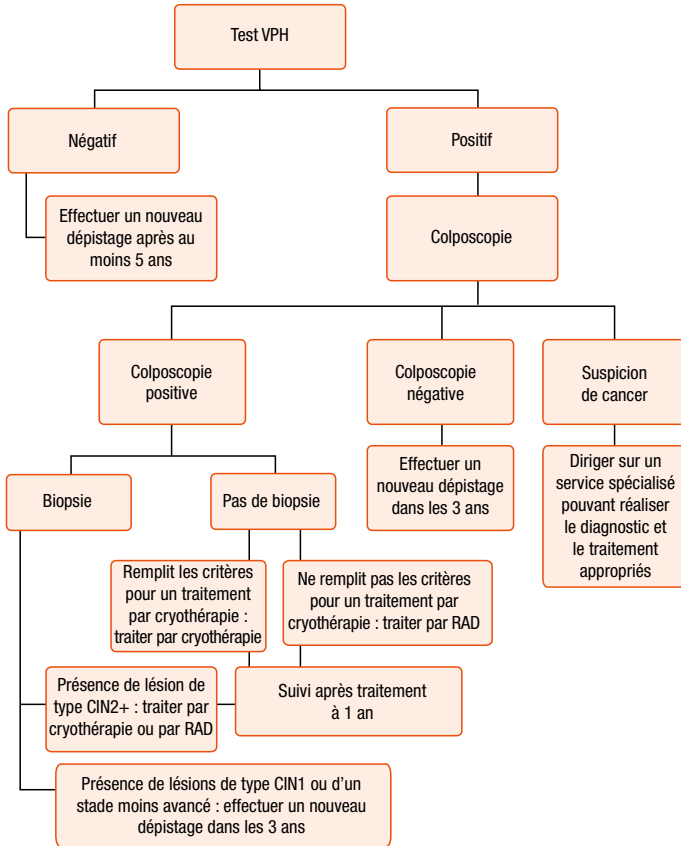 Test VPH
Négatif
Positif
Effectuer un nouveau
dépistage après au
moins 5 ans
Colposcopie
Colposcopie
positive
Colposcopie
négative
Suspicion
de cancer
Effectuer un
nouveau dépistage
dans les 3 ans
Diriger sur un
service spécialisé
pouvant réaliser
le diagnostic et
le traitement
appropriés
Biopsie
Pas de biopsie
Remplit les critères
pour un traitement
par cryothérapie :
traiter par cryothérapie
Ne remplit pas les critères
pour un traitement par
cryothérapie : traiter par RAD
Présence de lésion de
type CIN2+ : traiter par
cryothérapie ou par RAD
Suivi après traitement
à 1 an
Présence de lésions de type CIN1 ou d'un
stade moins avancé : effectuer un nouveau
dépistage dans les 3 ans